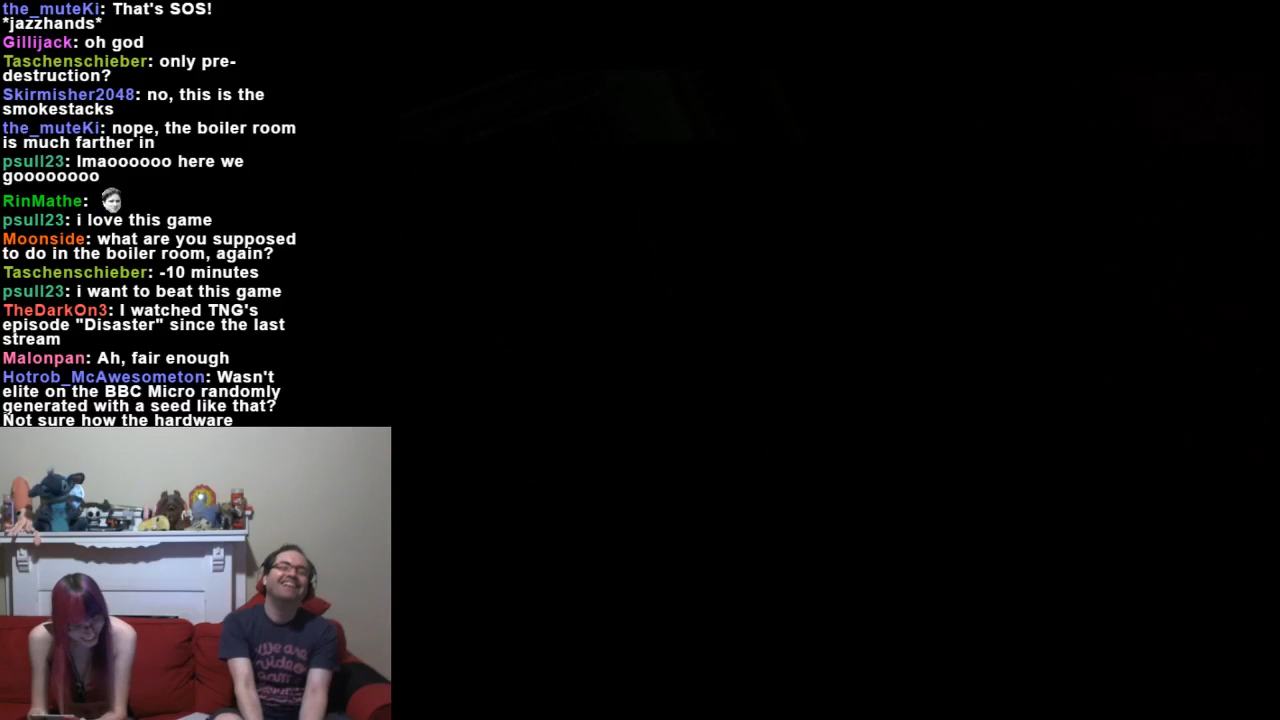 the_muteKi: That's SOS!
*jazzhands*
Gillijack: oh god
Taschenschieber: only pre-
destruction?
Skirmisher2048: no, this is the
smokestacks
the_muteKi: nope, the boiler room
is much farther in
psull23: lmaoooooo here we
goooooooo
RinMathe:
psull23: i love this game
Moonside: what are you supposed
to do in the boiler room, again?
Taschenschieber: -10 minutes
psull23: i want to beat this game
TheDarkOn3: I watched TNG's
episode "Disaster" since the last
stream
Malonpan: Ah, fair enough
Hotrob_McAwesometon: Wasn't
elite on the BBC Micro randomly
generated with a seed like that?
Not sure how the hardware
We are
video
game